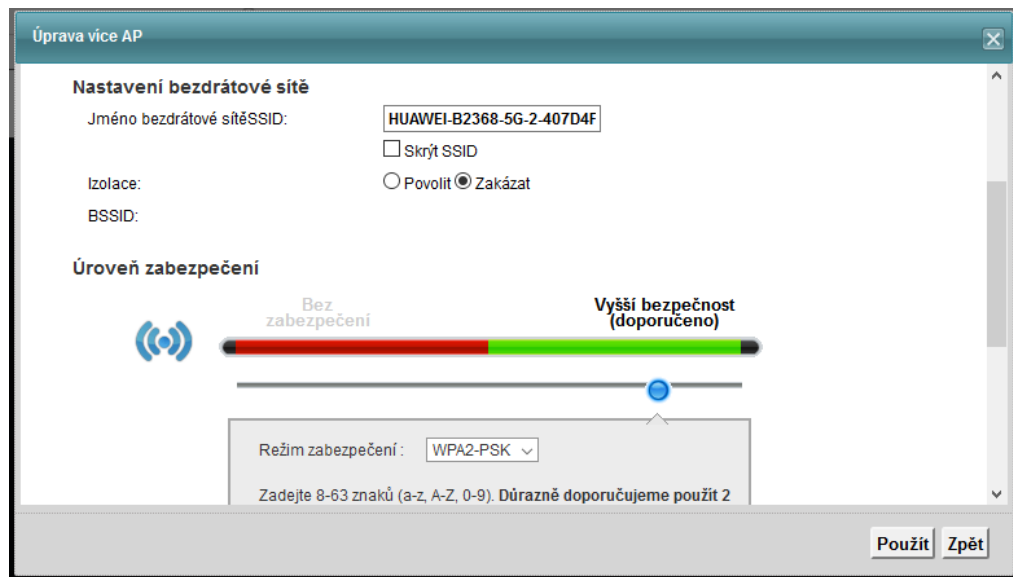 Úprava více AP
Nastavení bezdrátové sítě
Jméno bezdrátové sítěSSID: HUAWEI-B2368-5G-2-407D4F
Skrýt SSID
Izolace: Povolit Zakázat
BSSID:
Úroveň zabezpečení
Bez
zabezpečení
Vyšší bezpečnost
(doporučeno)
Režim zabezpečení : WPA2-PSK
Zadejte 8-63 znaků (a-z, A-Z, 0-9). Důrazně doporučujeme použít 2
Použít Zpět